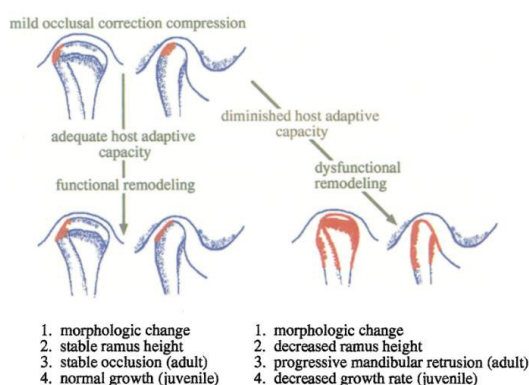 mild occlusal correction compression
diminished host adaptive
capacity
adequate host adaptive
capacity
dysfunctional
remodeling
functional remodeling
1. morphologic change
2. stable ramus height
3. stable occlusion (adult)
4. normal growth (juvenile)
1. morphologic change
2. decreased ramus height
3. progressive mandibular retrusion (adult)
4. decreased growth rate (juvenile)